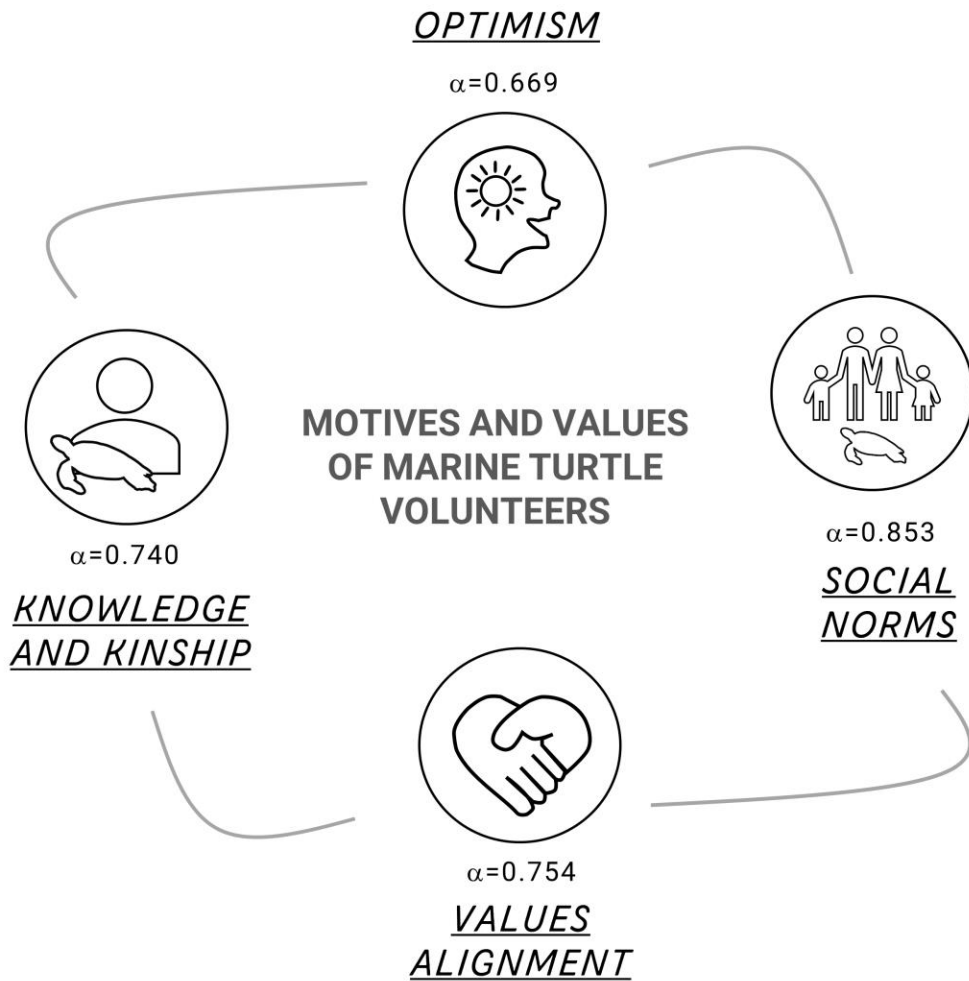 OPTIMISM
α=0.669
MOTIVES AND VALUES
OF MARINE TURTLE
VOLUNTEERS
α=0.740
KNOWLEDGE
AND KINSHIP
α=0.853
SOCIAL
NORMS
α=0.754
VALUES
ALIGNMENT